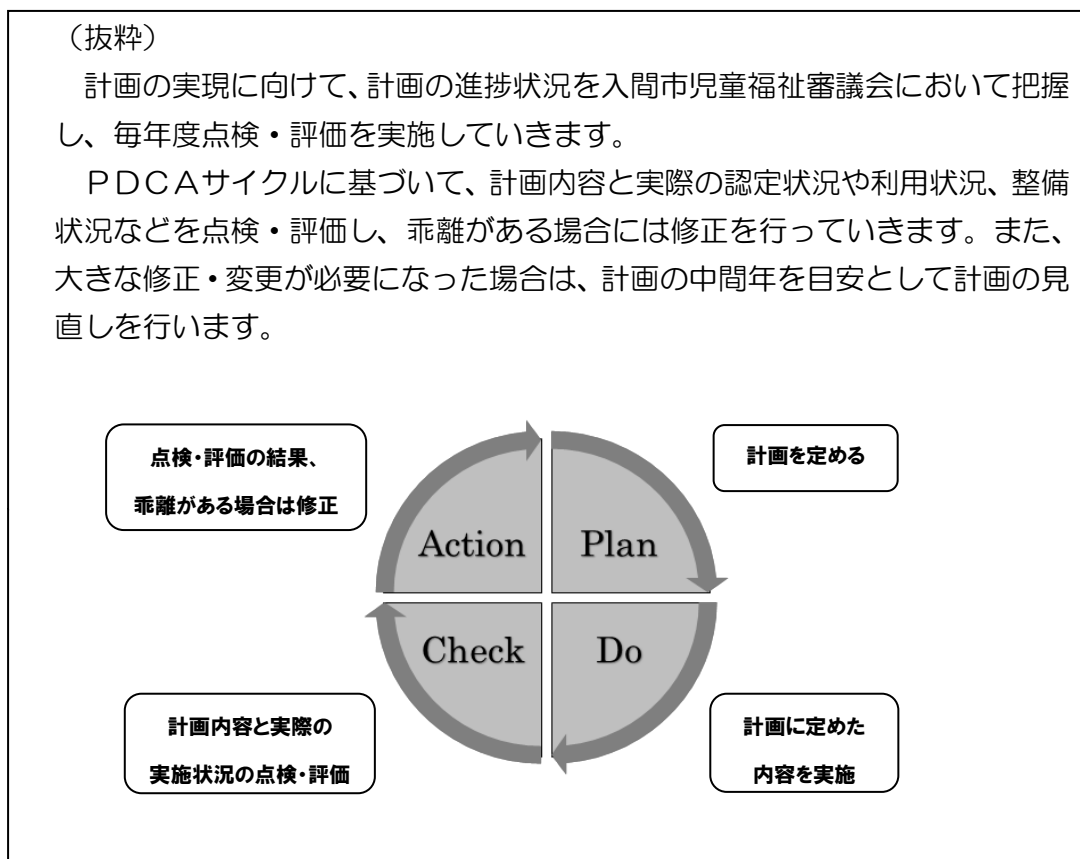 （抜粋）
計画の実現に向けて、計画の進捗状況を入間市児童福祉審議会において把握
し、毎年度点検・評価を実施していきます。
ＰＤＣＡサイクルに基づいて、計画内容と実際の認定状況や利用状況、整備
状況などを点検・評価し、乖離がある場合には修正を行っていきます。また、
大きな修正・変更が必要になった場合は、計画の中間年を目安として計画の見
直しを行います。
点検・評価の結果、
乖離がある場合は修正
計画を定める
Action
Plan
Check
Do
計画内容と実際の
実施状況の点検・評価
計画に定めた
内容を実施